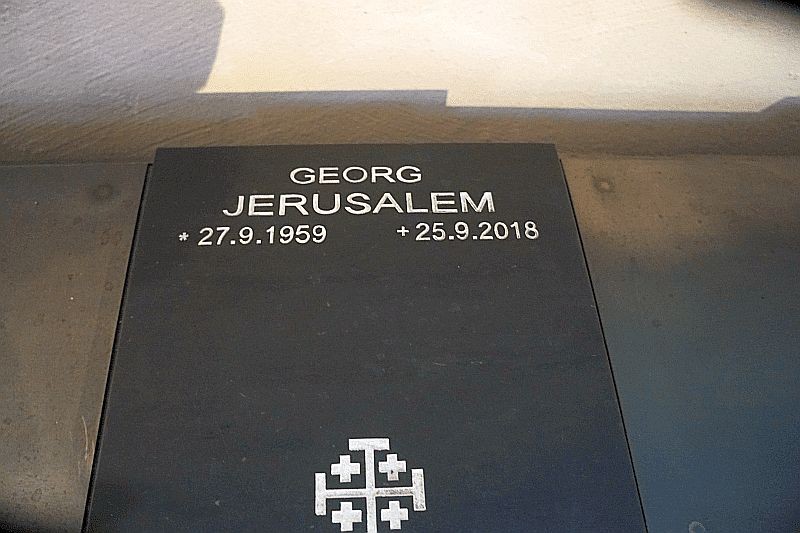 GEORG
JERUSALEM
* 27.9.1959 + 25.9.2018